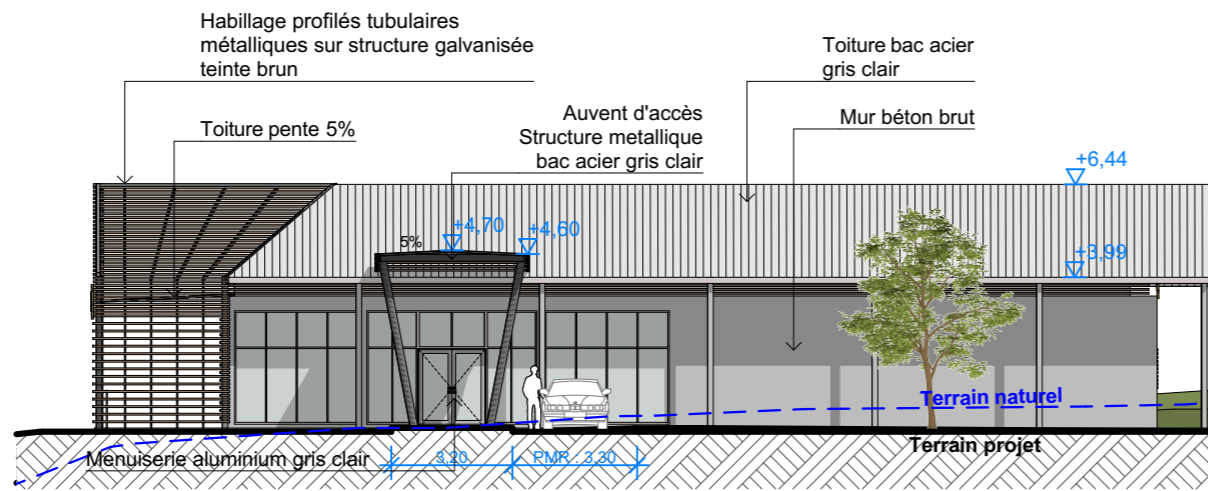 Habillage profilés tubulaires
métalliques sur structure galvanisée
teinte brun
Toiture bac acier
gris clair
Auvent d'accès
Structure metallique
bac acier gris clair
Mur béton brut
Toiture pente 5%
+6,44
+4,70
+4,60
5%
+3,99
Terrain naturel
Terrain projet
Menuiserie aluminium gris clair
3,20
PMR : 3,30